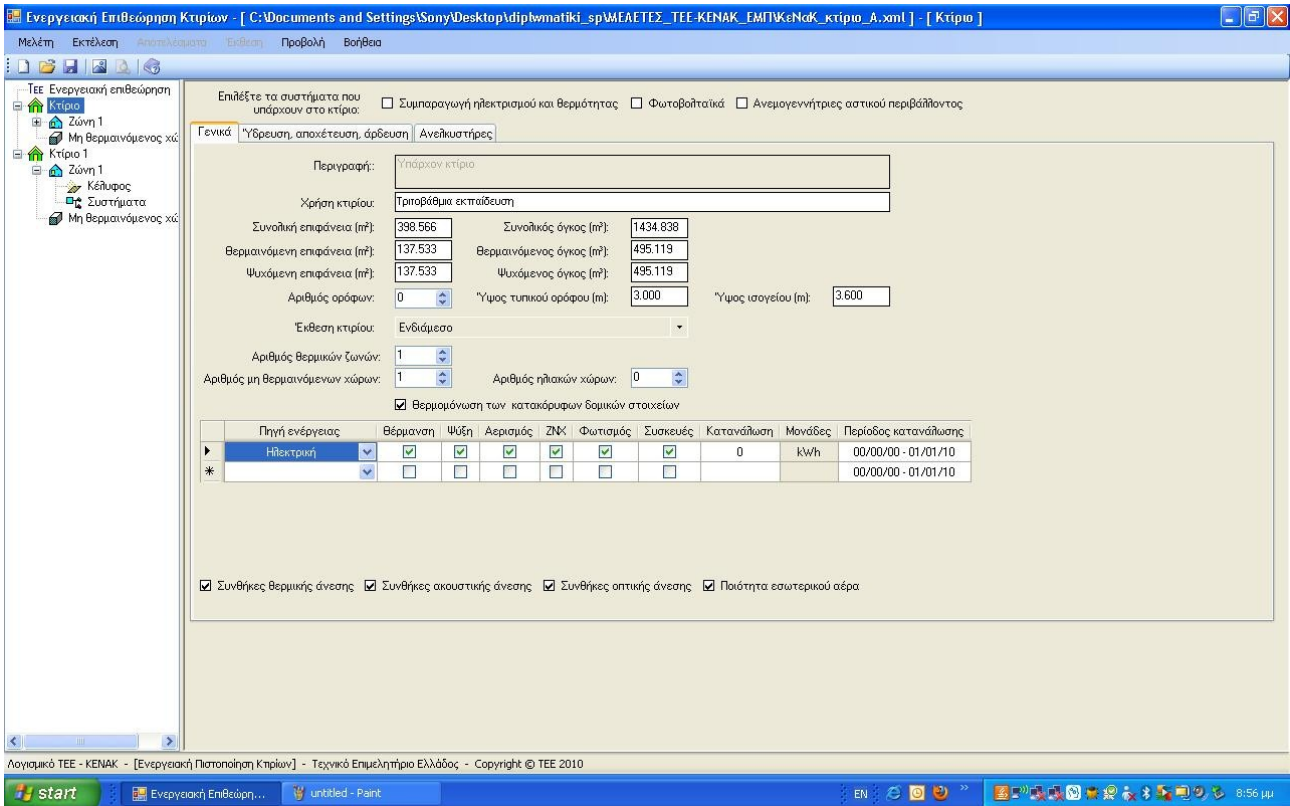 Ενεργειακή Επιθεώρηση Κτιρίων - [ C:\Documents and Settings\Sony\Desktop\diplwmatiki_sp\ΜΕΛΕΤΕΣ_ΤΕΕ-ΚΕΝΑΚ_ΕΜΠ\ΚεΝαΚ_κτίριο_Α.xml ] - [ Κτίριο ]
Μελέτη Εκτέλεση Αποτελέσματα Έκθεση Προβολή Βοήθεια
ΤΕΕ Ενεργειακή επιθεώρηση
Κτίριο
Ζώνη 1
Μη θερμαινόμενος χώ
Κτίριο 1
Ζώνη 1
Κέλυφος
Συστήματα
Μη θερμαινόμενος χώ
Επιλέξτε τα συστήματα που
υπάρχουν στο κτίριο:
Συμπαραγωγή ηλεκτρισμού και θερμότητας Φωτοβολταϊκά Ανεμογεννήτριες αστικού περιβάλλοντος
Γενικά Ύδρευση, αποχέτευση, άρδευση Ανελκυστήρες
Περιγραφή:: Υπάρχον κτίριο
Χρήση κτιρίου: Τριτοβάθμια εκπαίδευση
Συνολική επιφάνεια (m²): 398.566 Συνολικός όγκος (m³): 1434.838
Θερμαινόμενη επιφάνεια (m²): 137.533 Θερμαινόμενος όγκος (m³): 495.119
Ψυχόμενη επιφάνεια (m²): 137.533 Ψυχόμενος όγκος (m³): 495.119
Αριθμός ορόφων: 0 Ύψος τυπικού ορόφου (m): 3.000 Ύψος ισογείου (m): 3.600
Έκθεση κτιρίου: Ενδιάμεσο
Αριθμός θερμικών ζωνών: 1
Αριθμός μη θερμαινόμενων χώρων: 1 Αριθμός ηλιακών χώρων: 0
Θερμομόνωση των κατακόρυφων δομικών στοιχείων
Πηγή ενέργειας Θέρμανση Ψύξη Αερισμός ΖΝΧ Φωτισμός Συσκευές Κατανάλωση Μονάδες Περίοδος κατανάλωσης
Ηλεκτρική 0 kWh 00/00/00 - 01/01/10
00/00/00 - 01/01/10
Συνθήκες θερμικής άνεσης Συνθήκες ακουστικής άνεσης Συνθήκες οπτικής άνεσης Ποιότητα εσωτερικού αέρα
Λογισμικό ΤΕΕ - ΚΕΝΑΚ - [Ενεργειακή Πιστοποίηση Κτιρίων] - Τεχνικό Επιμελητήριο Ελλάδος - Copyright © TEE 2010
start Ενεργειακή Επιθεώρη... untitled - Paint EN 8:56 μμ